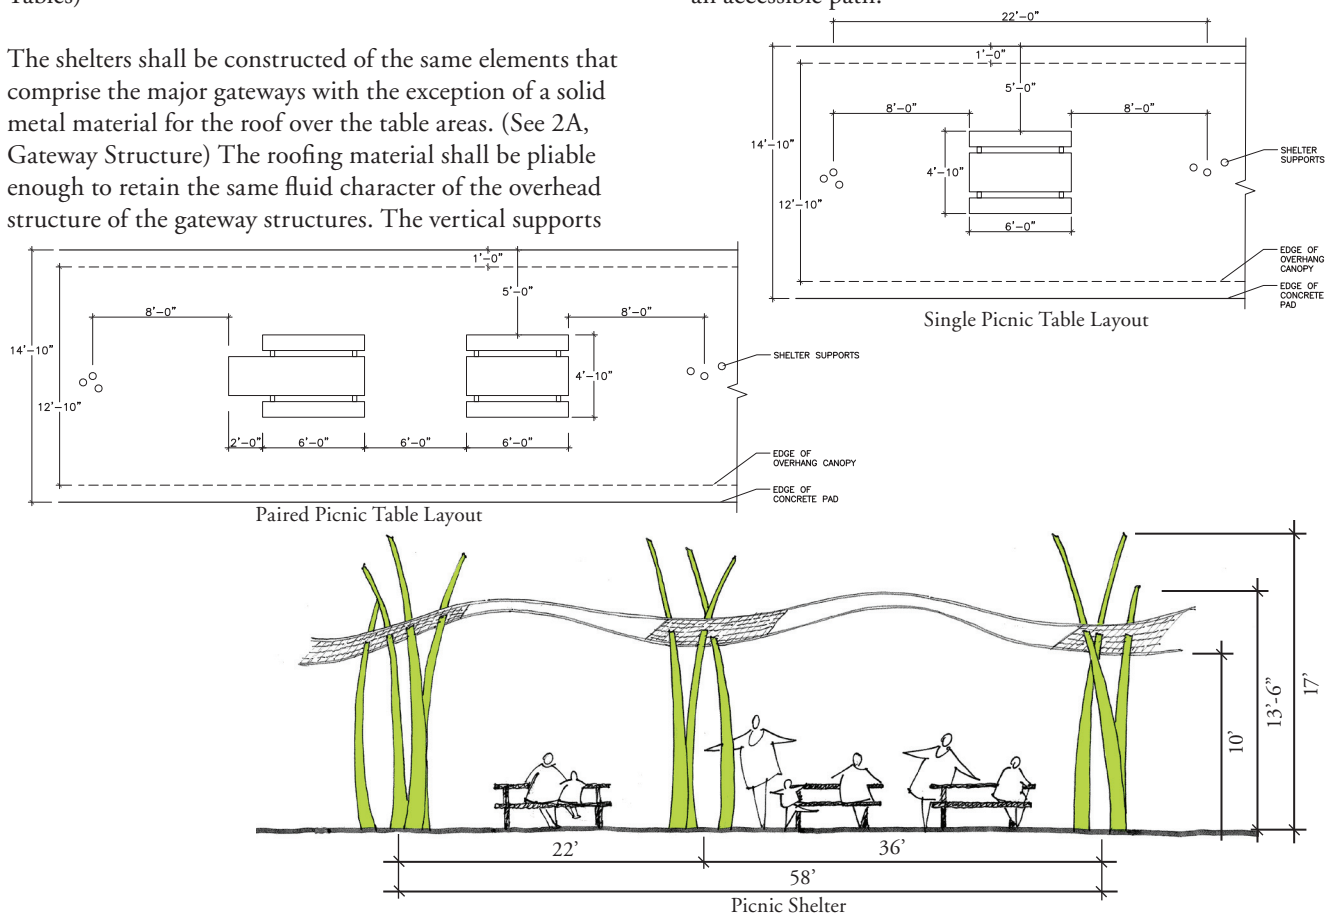 Tables)
The shelters shall be constructed of the same elements that
comprise the major gateways with the exception of a solid
metal material for the roof over the table areas. (See 2A,
Gateway Structure) The roofing material shall be pliable
enough to retain the same fluid character of the overhead
structure of the gateway structures. The vertical supports
an accessible path.
22'-0"
1'-0"
5'-0"
8'-0"
8'-0"
14'-10"
4'-10"
12'-10"
6'-0"
SHELTER
SUPPORTS
EDGE OF
OVERHANG
CANOPY
EDGE OF
CONCRETE
PAD
Single Picnic Table Layout
1'-0"
5'-0"
8'-0"
8'-0"
14'-10"
4'-10"
12'-10"
2'-0"
6'-0"
6'-0"
6'-0"
SHELTER SUPPORTS
EDGE OF
OVERHANG CANOPY
EDGE OF
CONCRETE PAD
Paired Picnic Table Layout
10'
13'-6"
17'
22'
36'
58'
Picnic Shelter